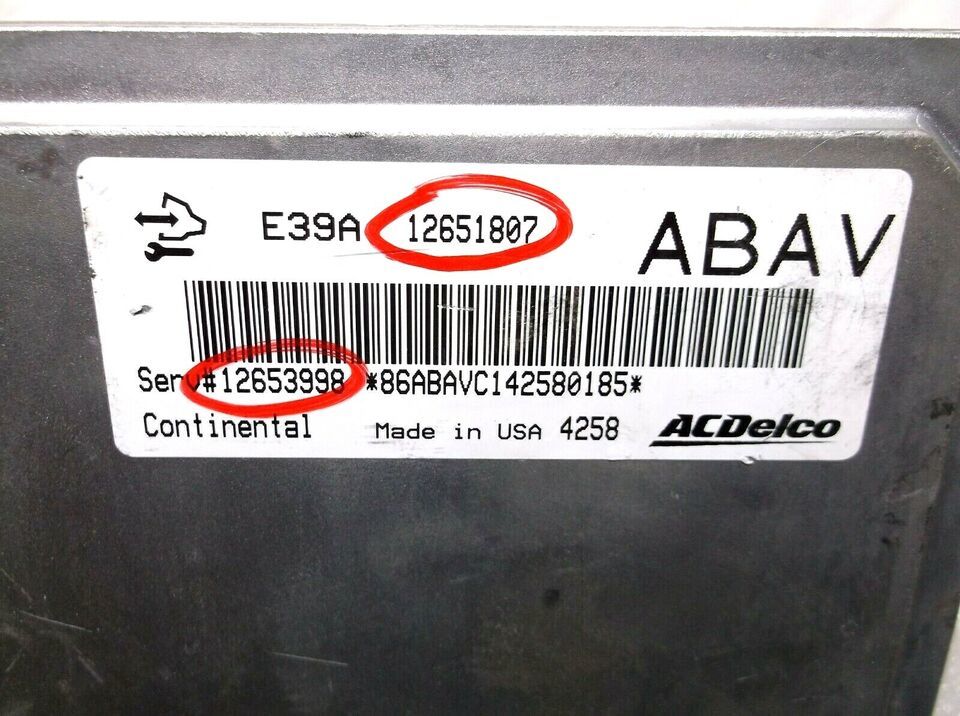 E39A 12651807 ABAV
Serv#12653998 *86ABAVC142580185*
Continental Made in USA 4258 ACDelco